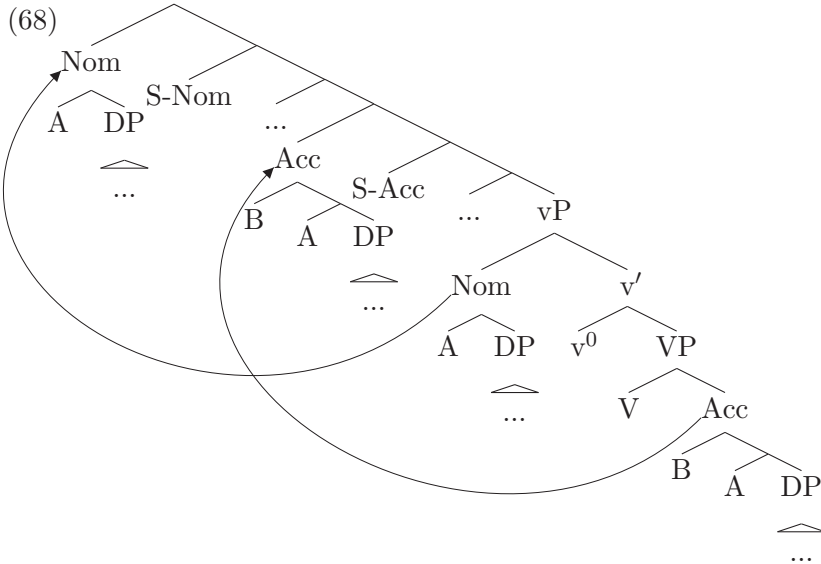 (68)
Nom
A DP
...
S-Nom
...
Acc
B
A DP
...
S-Acc
...
vP
Nom
A DP
...
v′
v⁰ VP
V Acc
B
A DP
...